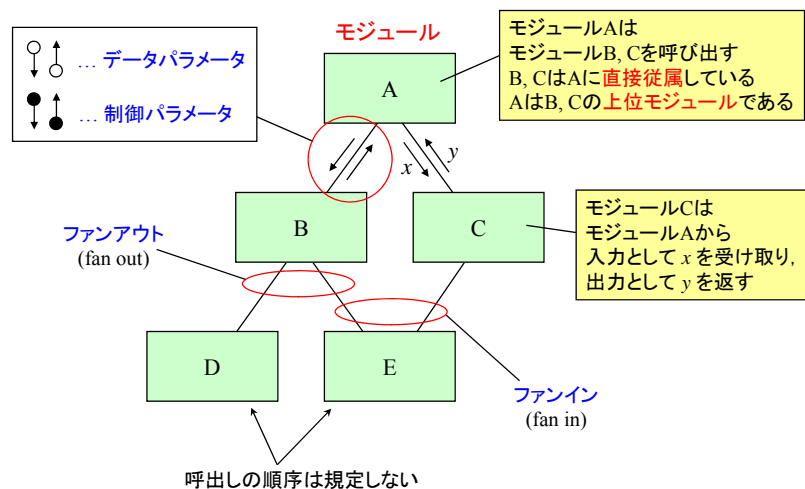 モジュール
… データパラメータ
… 制御パラメータ
A
モジュールAは
モジュールB, Cを呼び出す
B, CはAに直接従属している
AはB, Cの上位モジュールである
x
y
B
C
モジュールCは
モジュールAから
入力として x を受け取り,
出力として y を返す
ファンアウト
(fan out)
D
E
ファンイン
(fan in)
呼出しの順序は規定しない